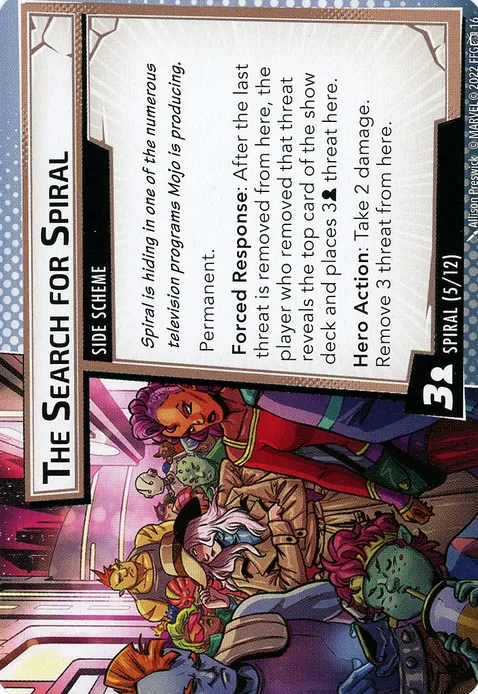 THE SEARCH FOR SPIRAL
SIDE SCHEME
Spiral is hiding in one of the numerous
television programs Mojo is producing.
Permanent.
Forced Response: After the last
threat is removed from here, the
player who removed that threat
reveals the top card of the show
deck and places 3 threat here.
Hero Action: Take 2 damage.
Remove 3 threat from here.
3
SPIRAL (5/12)
Allison Preswick © MARVEL © 2022 FFG 16